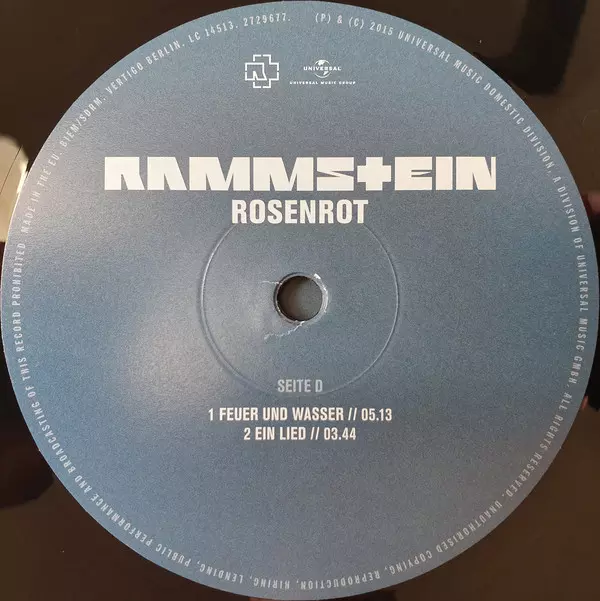 MADE IN THE EU. BIEM/SDRM. VERTIGO BERLIN. LC 14513. 2729677. (P) & (C) 2015 UNIVERSAL MUSIC DOMESTIC DIVISION, A DIVISION OF UNIVERSAL MUSIC GMBH. ALL RIGHTS RESERVED. UNAUTHORISED COPYING, REPRODUCTION, HIRING, LENDING, PUBLIC PERFORMANCE AND BROADCASTING OF THIS RECORD PROHIBITED
R
UNIVERSAL
UNIVERSAL MUSIC GROUP
RAMMSTEIN
ROSENROT
SEITE D
1 FEUER UND WASSER // 05.13
2 EIN LIED // 03.44